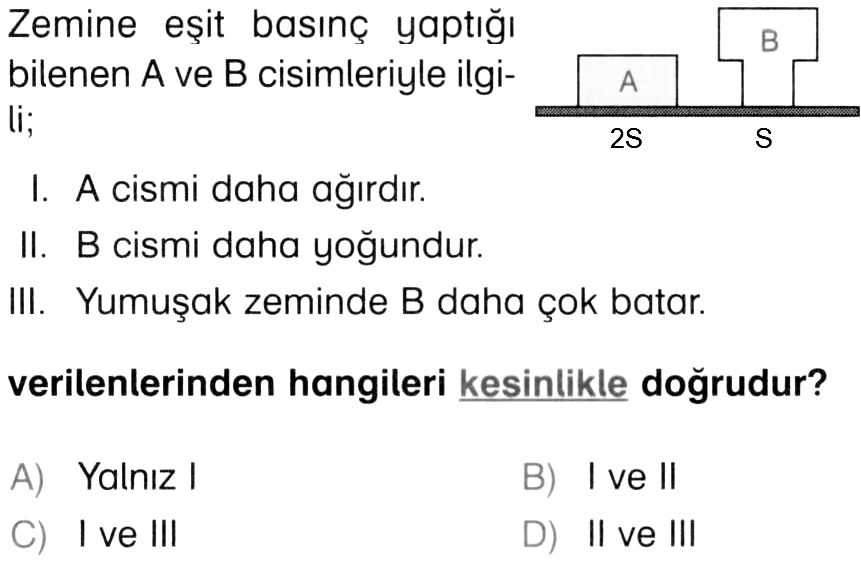 Zemine eşit basınç yaptığı
bilenen A ve B cisimleriyle ilgi-
li;
A
B
2S
S
I. A cismi daha ağırdır.
II. B cismi daha yoğundur.
III. Yumuşak zeminde B daha çok batar.
verilenlerinden hangileri kesinlikle doğrudur?
A) Yalnız I
B) I ve II
C) I ve III
D) II ve III